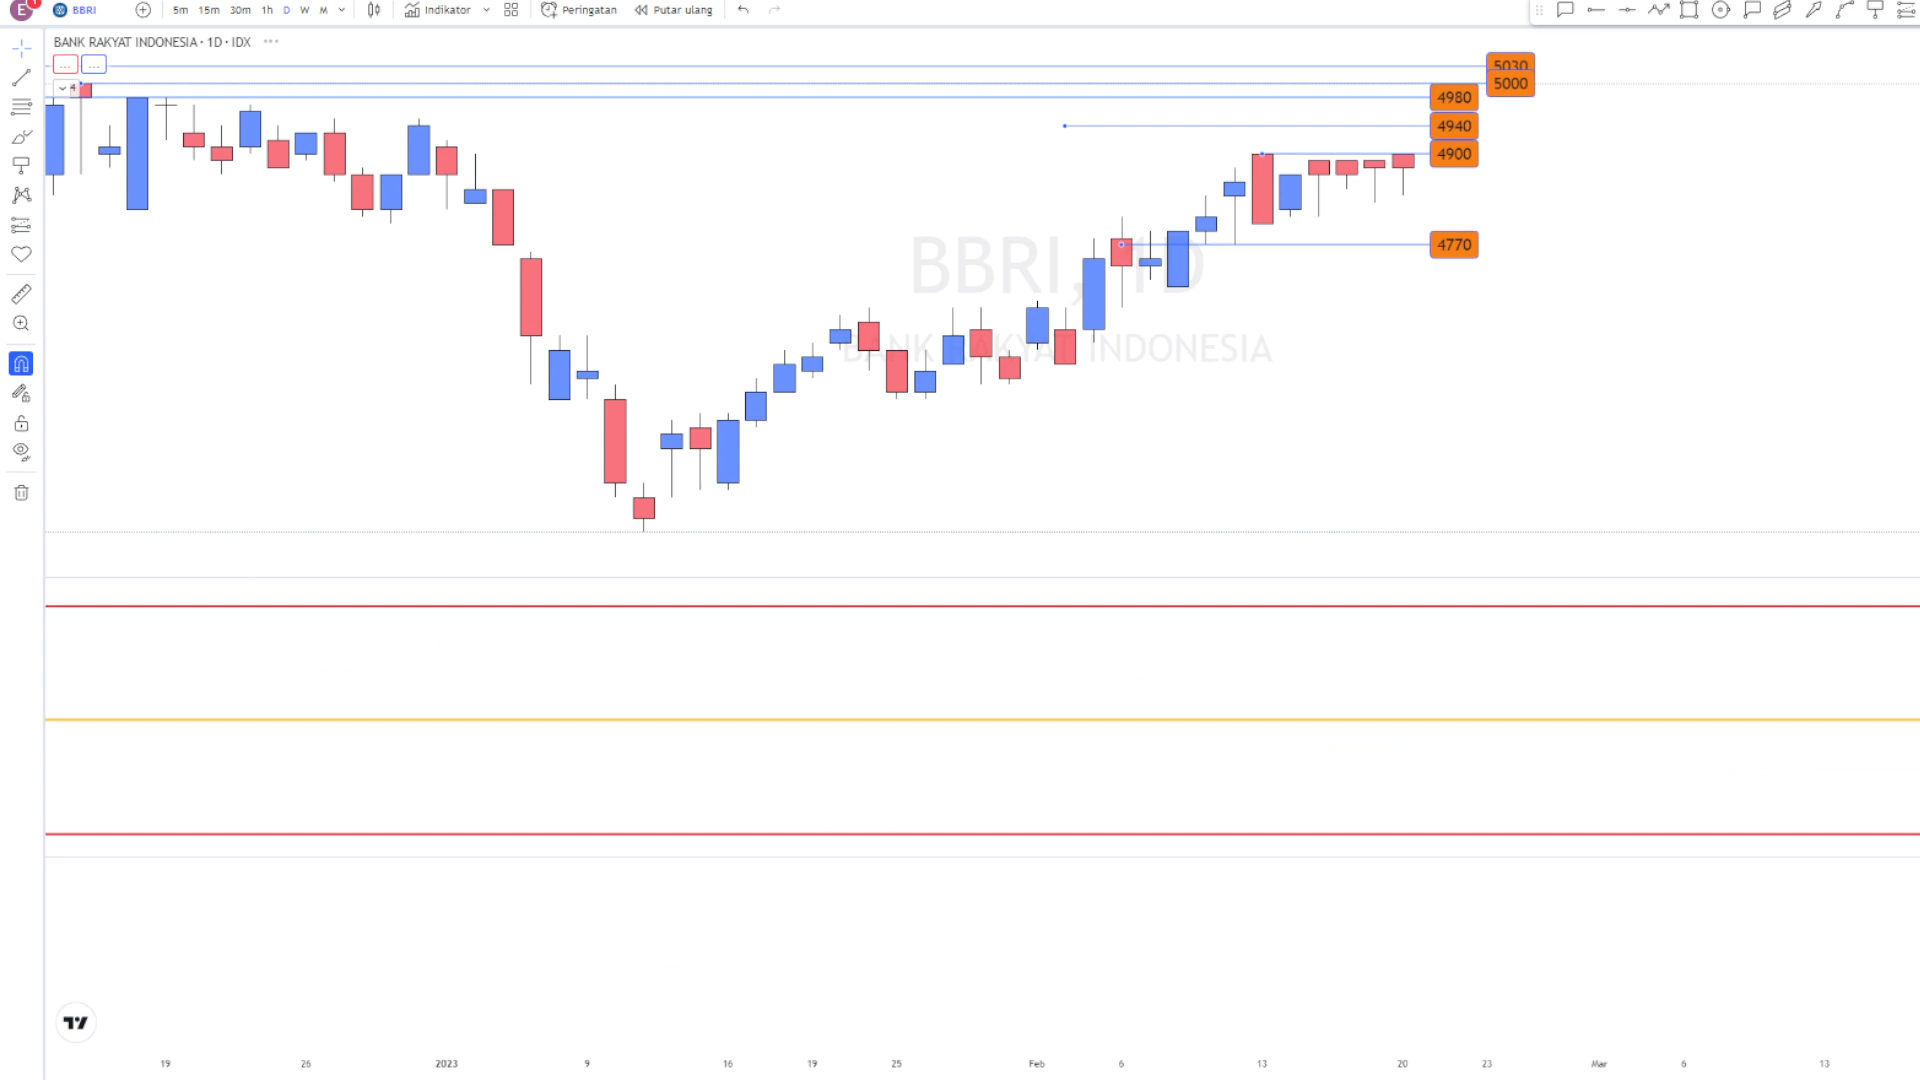 E 1 BBRI 5m 15m 30m 1h D W M Indikator Peringatan Putar ulang
BANK RAKYAT INDONESIA · 1D · IDX ···
... ...
4
5030
5000
4980
4940
4900
4770
BBRI, 1D
BANK RAKYAT INDONESIA
19 26 2023 9 16 19 25 Feb 6 13 20 23 Mar 6 13